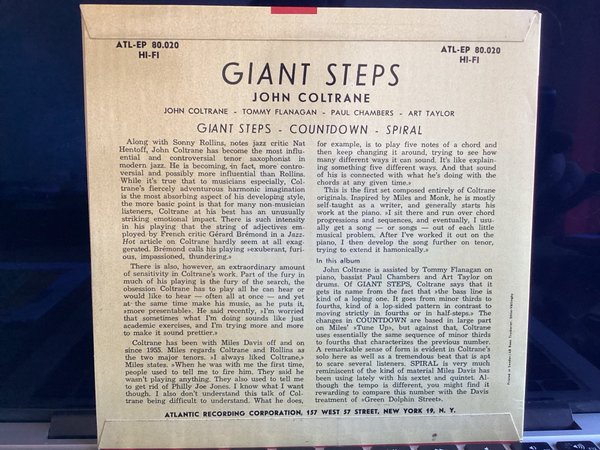 ATL-EP 80.020
HI-FI
ATL-EP 80.020
HI-FI
GIANT STEPS
JOHN COLTRANE
JOHN COLTRANE - TOMMY FLANAGAN - PAUL CHAMBERS - ART TAYLOR
GIANT STEPS - COUNTDOWN - SPIRAL
Along with Sonny Rollins, notes jazz critic Nat
Hentoff, John Coltrane has become the most influ-
ential and controversial tenor saxophonist in
modern jazz. He is becoming, in fact, more contro-
versial and possibly more influential than Rollins.
While it's true that to musicians especially, Col-
trane's fiercely adventurous harmonic imagination
is the most absorbing aspect of his developing style,
the more basic point is that for many non-musician
listeners, Coltrane at his best has an unusually
striking emotional impact. There is such intensity
in his playing that the string of adjectives em-
ployed by French critic Gérard Brémond in a Jazz-
Hot article on Coltrane hardly seem at all exag-
gerated. Brémond calls his playing «exuberant, furi-
ous, impassioned, thundering.»
There is also, however, an extraordinary amount
of sensitivity in Coltrane's work. Part of the fury in
much of his playing is the fury of the search, the
obsession Coltrane has to play all he can hear or
would like to hear — often all at once — and yet
at the same time make his music, as he puts it,
«more presentable». He said recently, «I'm worried
that sometimes what I'm doing sounds like just
academic exercises, and I'm trying more and more
to make it sound prettier.»
Coltrane has been with Miles Davis off and on
since 1955. Miles regards Coltrane and Rollins as
the two major tenors. «I always liked Coltrane,»
Miles states. «When he was with me the first time,
people used to tell me to fire him. They said he
wasn't playing anything. They also used to tell me
to get rid of Philly Joe Jones. I know what I want
though. I also don't understand this talk of Col-
trane being difficult to understand. What he does,
for example, is to play five notes of a chord and
then keep changing it around, trying to see how
many different ways it can sound. It's like explain-
ing something five different ways. And that sound
of his is connected with what he's doing with the
chords at any given time.»
This is the first set composed entirely of Coltrane
originals. Inspired by Miles and Monk, he is mostly
self-taught as a writer, and generally starts his
work at the piano. «I sit there and run over chord
progressions and sequences, and eventually, I usu-
ally get a song — or songs — out of each little
musical problem. After I've worked it out on the
piano, I then develop the song further on tenor,
trying to extend it hamonically.»
In this album
John Coltrane is assisted by Tommy Flanagan on
piano, bassist Paul Chambers and Art Taylor on
drums. Of GIANT STEPS, Coltrane says that it
gets its name from the fact that «the bass line is
kind of a loping one. It goes from minor thirds to
fourths, kind of a lop-sided pattern in contrast to
moving strictly in fourths or in half-steps.» The
changes in COUNTDOWN are based in large part
on Miles' «Tune Up», but against that, Coltrane
uses essentially the same sequence of minor thirds
to fourths that characterizes the previous number.
A remarkable sense of form is evident in Coltrane's
solo here as well as a tremendous beat that is apt
to scare several listeners. SPIRAL is very much
reminiscent of the kind of material Miles Davis has
been using lately with his sextet and quintet. Al-
though the tempo is different, you might find it
rewarding to compare this number with the Davis
treatment of «Green Dolphin Street».
ATLANTIC RECORDING CORPORATION, 157 WEST 57 STREET, NEW YORK 19, N. Y.